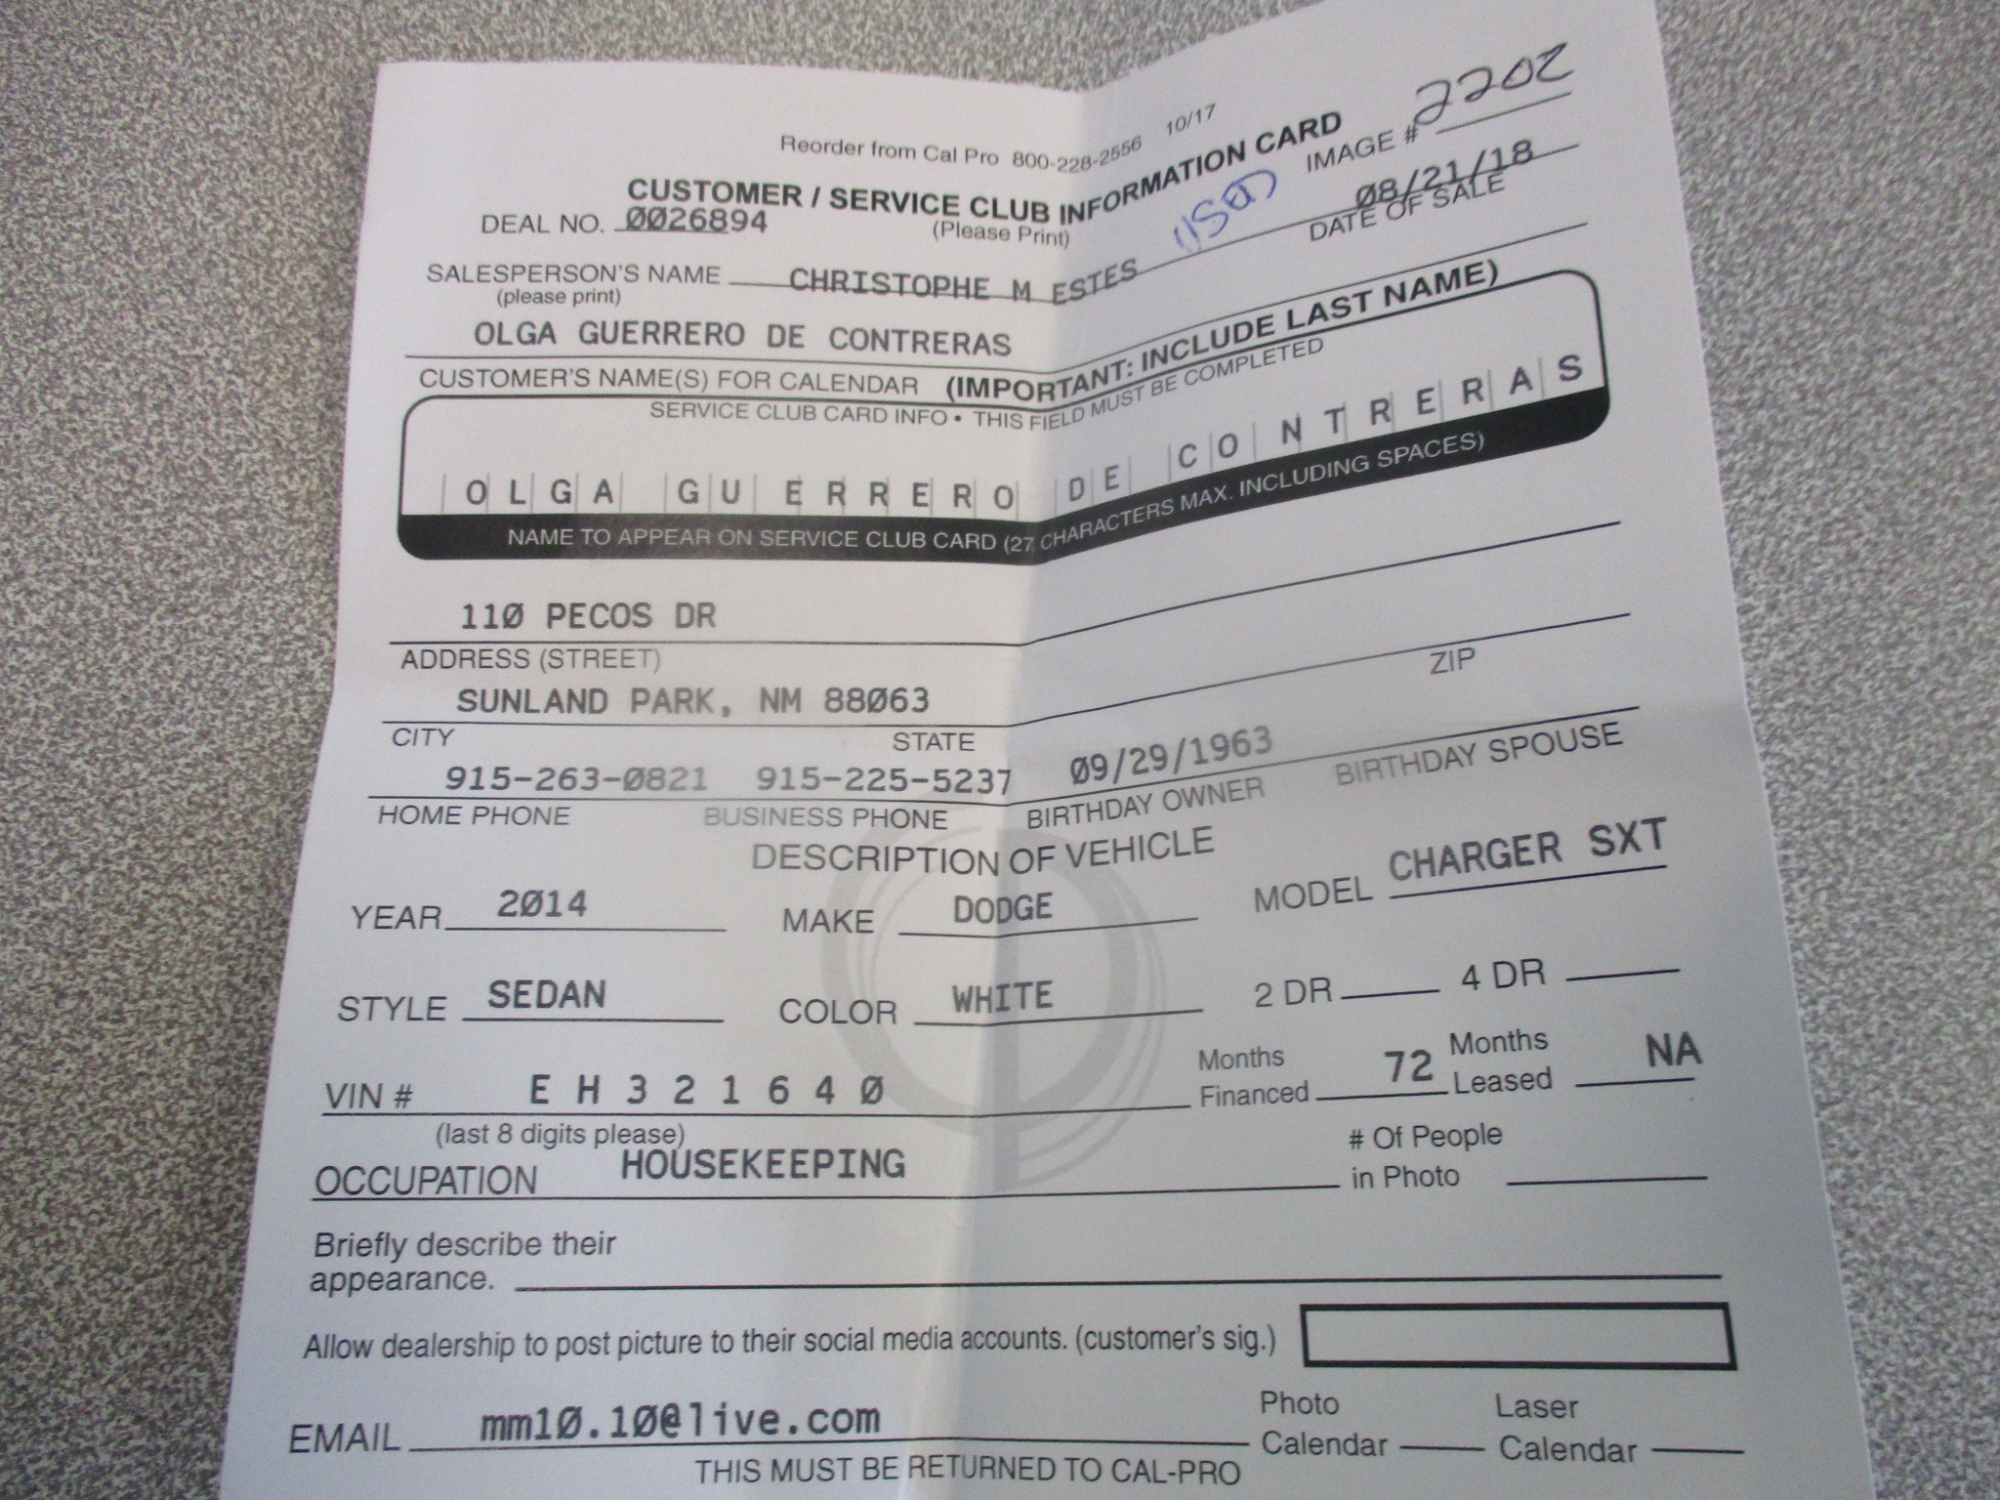 Reorder from Cal Pro 800-228-2556 10/17
IMAGE # 2202
CUSTOMER / SERVICE CLUB INFORMATION CARD
DEAL NO. 0026894 (Please Print) 08/21/18
DATE OF SALE
SALESPERSON'S NAME CHRISTOPHE M ESTES
(please print)
OLGA GUERRERO DE CONTRERAS
CUSTOMER'S NAME(S) FOR CALENDAR (IMPORTANT: INCLUDE LAST NAME)
SERVICE CLUB CARD INFO • THIS FIELD MUST BE COMPLETED
OLGA GUERRERO DE CONTRERAS
NAME TO APPEAR ON SERVICE CLUB CARD (27 CHARACTERS MAX. INCLUDING SPACES)
110 PECOS DR
ADDRESS (STREET)
SUNLAND PARK, NM 88063
CITY STATE ZIP
915-263-0821 915-225-5237 09/29/1963
HOME PHONE BUSINESS PHONE BIRTHDAY OWNER BIRTHDAY SPOUSE
DESCRIPTION OF VEHICLE
YEAR 2014 MAKE DODGE MODEL CHARGER SXT
STYLE SEDAN COLOR WHITE 2 DR 4 DR
VIN # E H 3 2 1 6 4 0 Months Financed 72 Months Leased NA
(last 8 digits please)
OCCUPATION HOUSEKEEPING # Of People in Photo
Briefly describe their
appearance.
Allow dealership to post picture to their social media accounts. (customer's sig.)
EMAIL mm10.10@live.com Photo Calendar Laser Calendar
THIS MUST BE RETURNED TO CAL-PRO